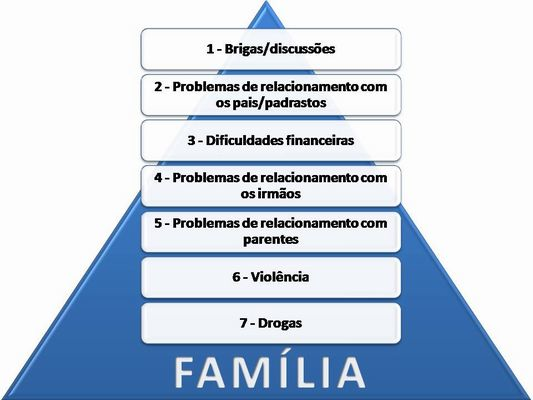 1 - Brigas/discussões
2 - Problemas de relacionamento com
os pais/padrastos
3 - Dificuldades financeiras
4 - Problemas de relacionamento com
os irmãos
5 - Problemas de relacionamento com
parentes
6 - Violência
7 - Drogas
FAMÍLIA